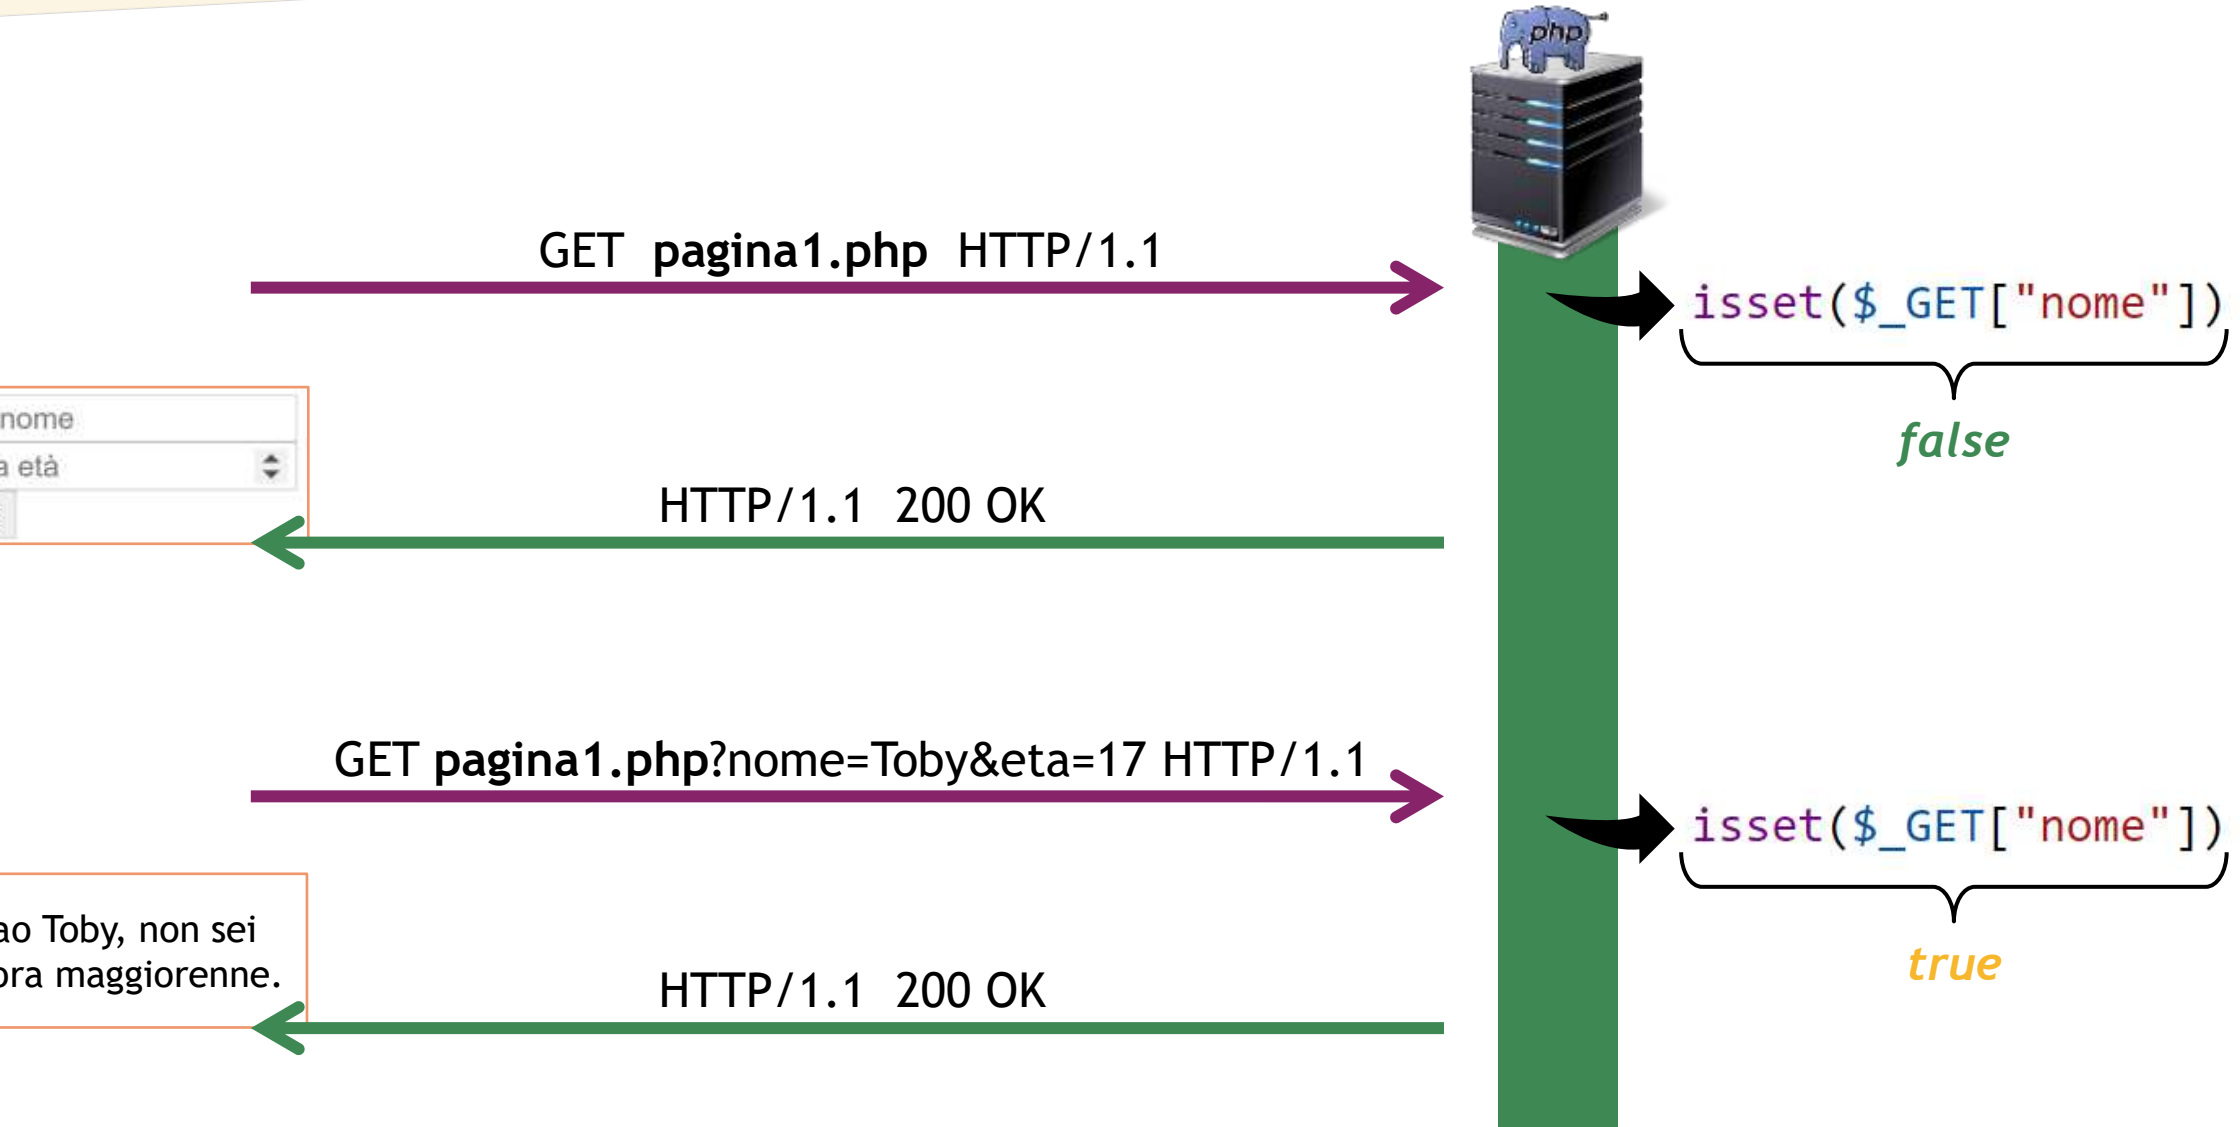 php
GET pagina1.php HTTP/1.1
isset($_GET["nome"])
false
nome
a età
HTTP/1.1 200 OK
GET pagina1.php?nome=Toby&eta=17 HTTP/1.1
isset($_GET["nome"])
true
ao Toby, non sei
ora maggiorenne.
HTTP/1.1 200 OK